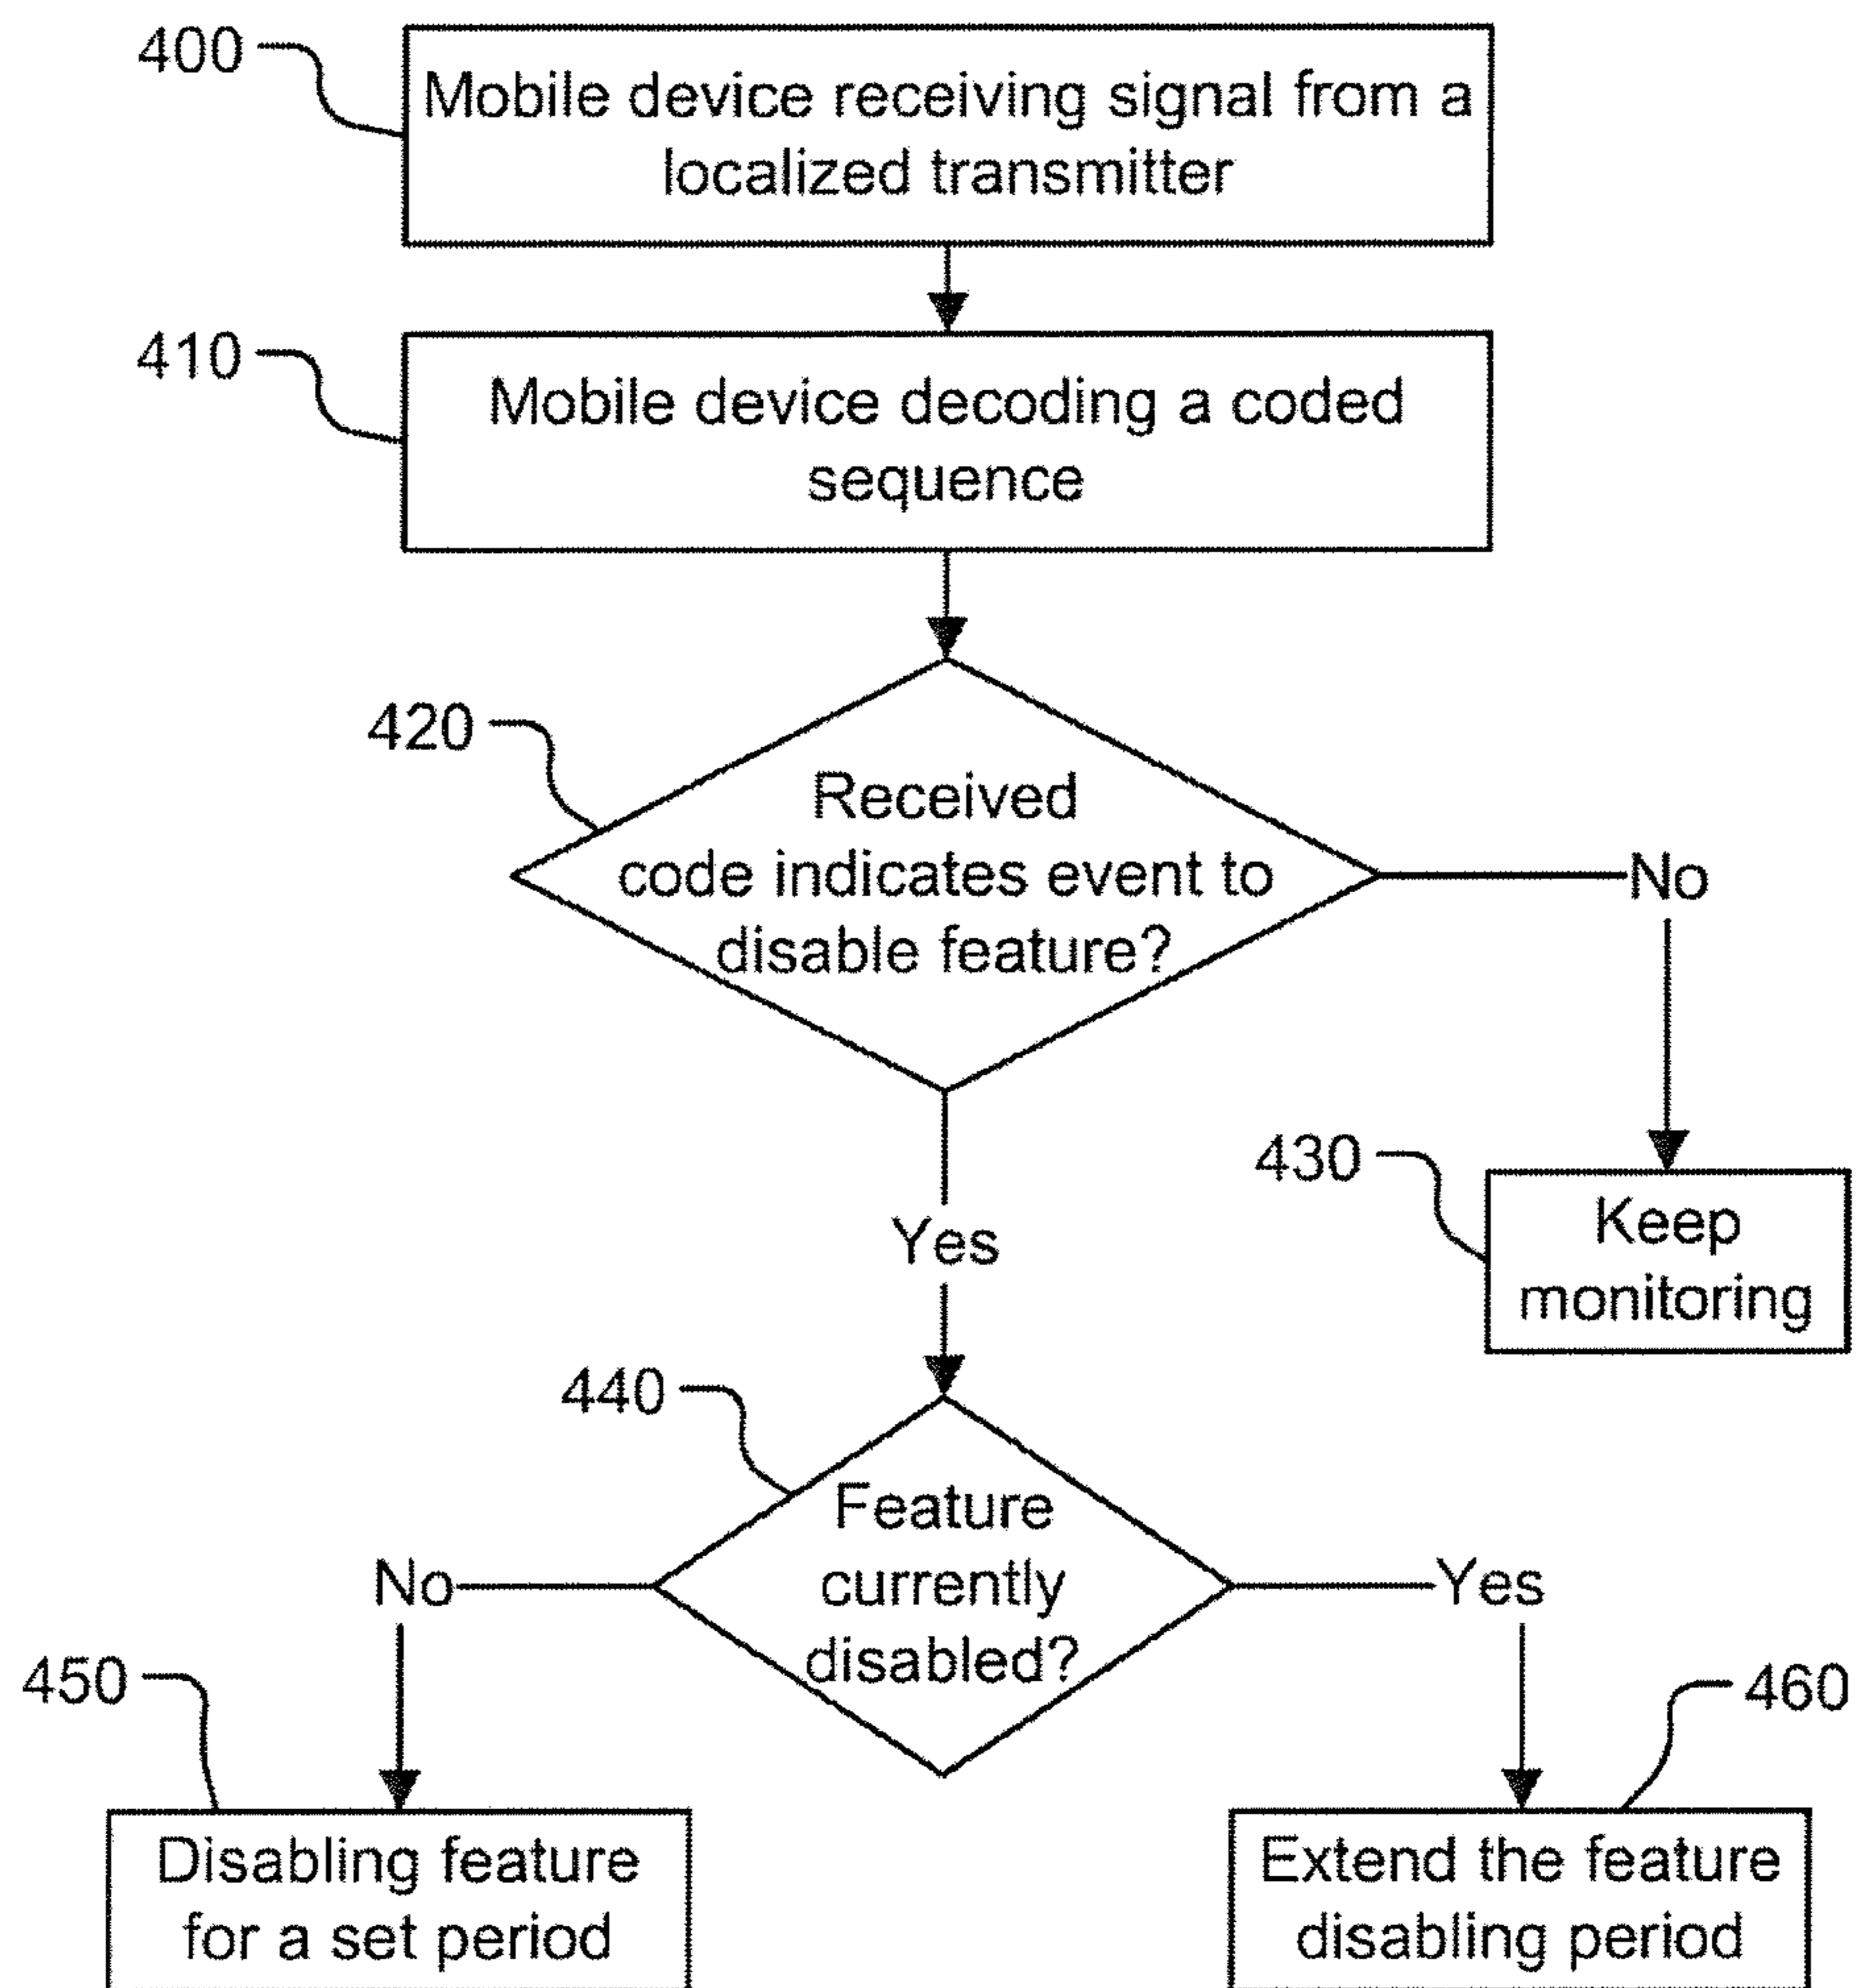 400
Mobile device receiving signal from a
localized transmitter
410
Mobile device decoding a coded
sequence
420
Received
code indicates event to
disable feature?
No
430
Keep
monitoring
Yes
440
Feature
currently
disabled?
No
Yes
450
Disabling feature
for a set period
460
Extend the feature
disabling period